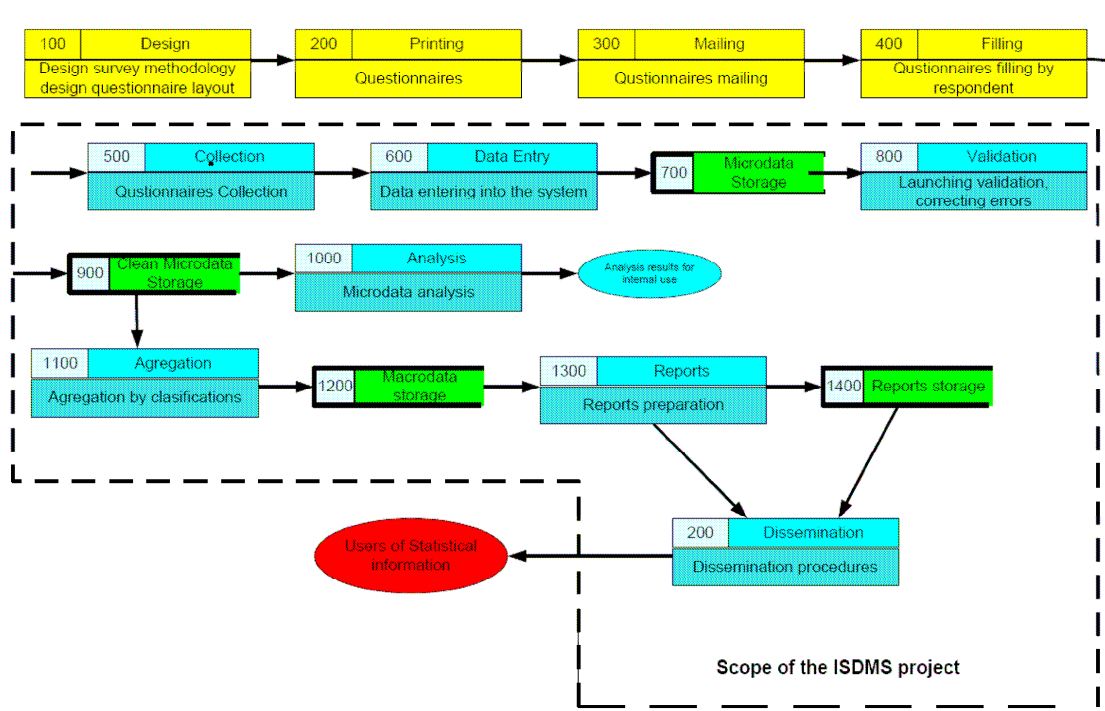 100 Design
Design survey methodology
design questionnaire layout
200 Printing
Questionnaires
300 Mailing
Qustionnaires mailing
400 Filling
Qustionnaires filling by
respondent
500 Collection
Qustionnaires Collection
600 Data Entry
Data entering into the system
700 Microdata
Storage
800 Validation
Launching validation,
correcting errors
900 Clean Microdata
Storage
1000 Analysis
Microdata analysis
Analysis results for
internal use
1100 Agregation
Agregation by clasifications
1200 Macrodata
storage
1300 Reports
Reports preparation
1400 Reports storage
200 Dissemination
Dissemination procedures
Users of Statistical
information
Scope of the ISDMS project